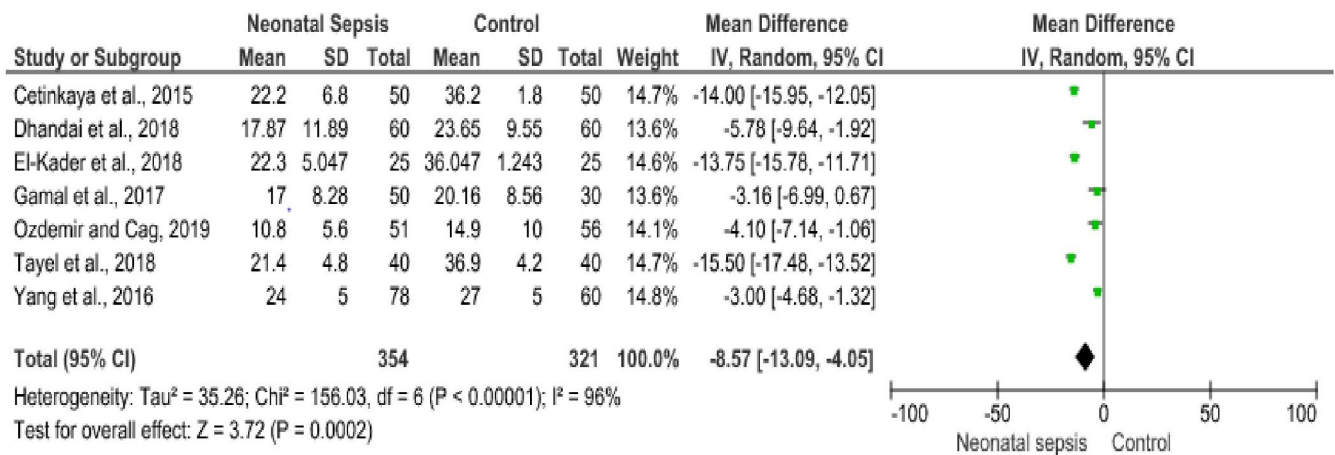 Neonatal Sepsis Control Mean Difference Mean Difference
Study or Subgroup Mean SD Total Mean SD Total Weight IV, Random, 95% CI IV, Random, 95% CI
Cetinkaya et al., 2015 22.2 6.8 50 36.2 1.8 50 14.7% -14.00 [-15.95, -12.05]
Dhandai et al., 2018 17.87 11.89 60 23.65 9.55 60 13.6% -5.78 [-9.64, -1.92]
El-Kader et al., 2018 22.3 5.047 25 36.047 1.243 25 14.6% -13.75 [-15.78, -11.71]
Gamal et al., 2017 17 8.28 50 20.16 8.56 30 13.6% -3.16 [-6.99, 0.67]
Ozdemir and Cag, 2019 10.8 5.6 51 14.9 10 56 14.1% -4.10 [-7.14, -1.06]
Tayel et al., 2018 21.4 4.8 40 36.9 4.2 40 14.7% -15.50 [-17.48, -13.52]
Yang et al., 2016 24 5 78 27 5 60 14.8% -3.00 [-4.68, -1.32]
Total (95% CI) 354 321 100.0% -8.57 [-13.09, -4.05]
Heterogeneity: Tau² = 35.26; Chi² = 156.03, df = 6 (P < 0.00001); I² = 96%
Test for overall effect: Z = 3.72 (P = 0.0002)
-100 -50 0 50 100
Neonatal sepsis Control